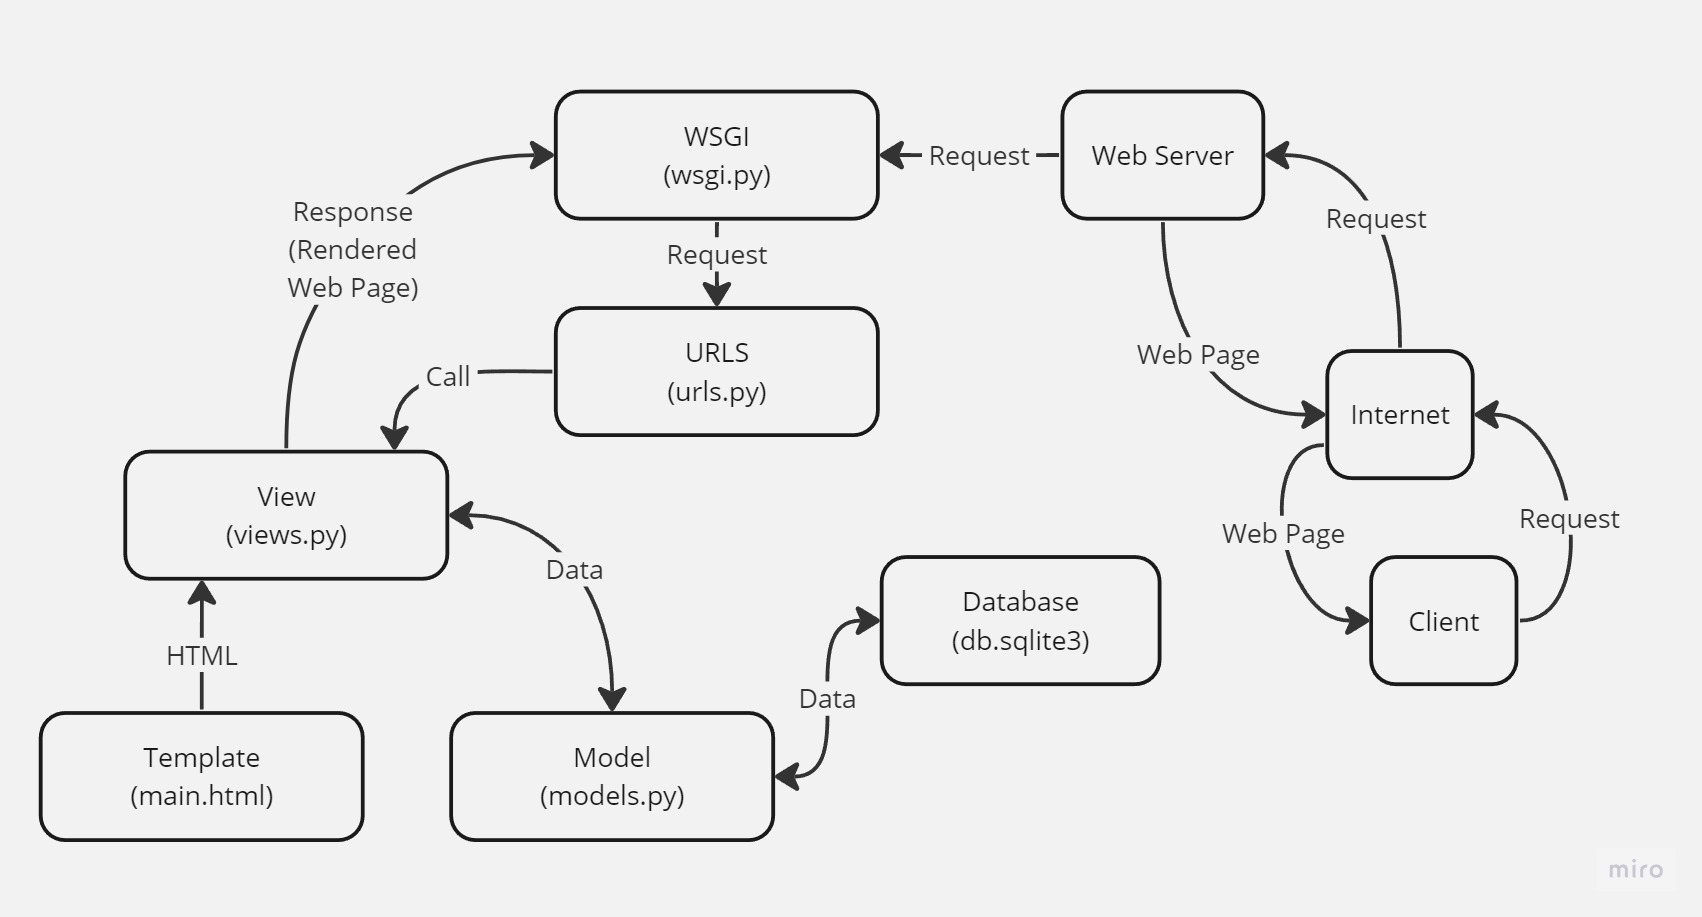 WSGI
(wsgi.py)
Request
Web Server
Response
(Rendered
Web Page)
Request
Request
URLS
(urls.py)
Call
Web Page
Internet
View
(views.py)
Data
Web Page
Request
Database
(db.sqlite3)
Client
HTML
Data
Template
(main.html)
Model
(models.py)
miro